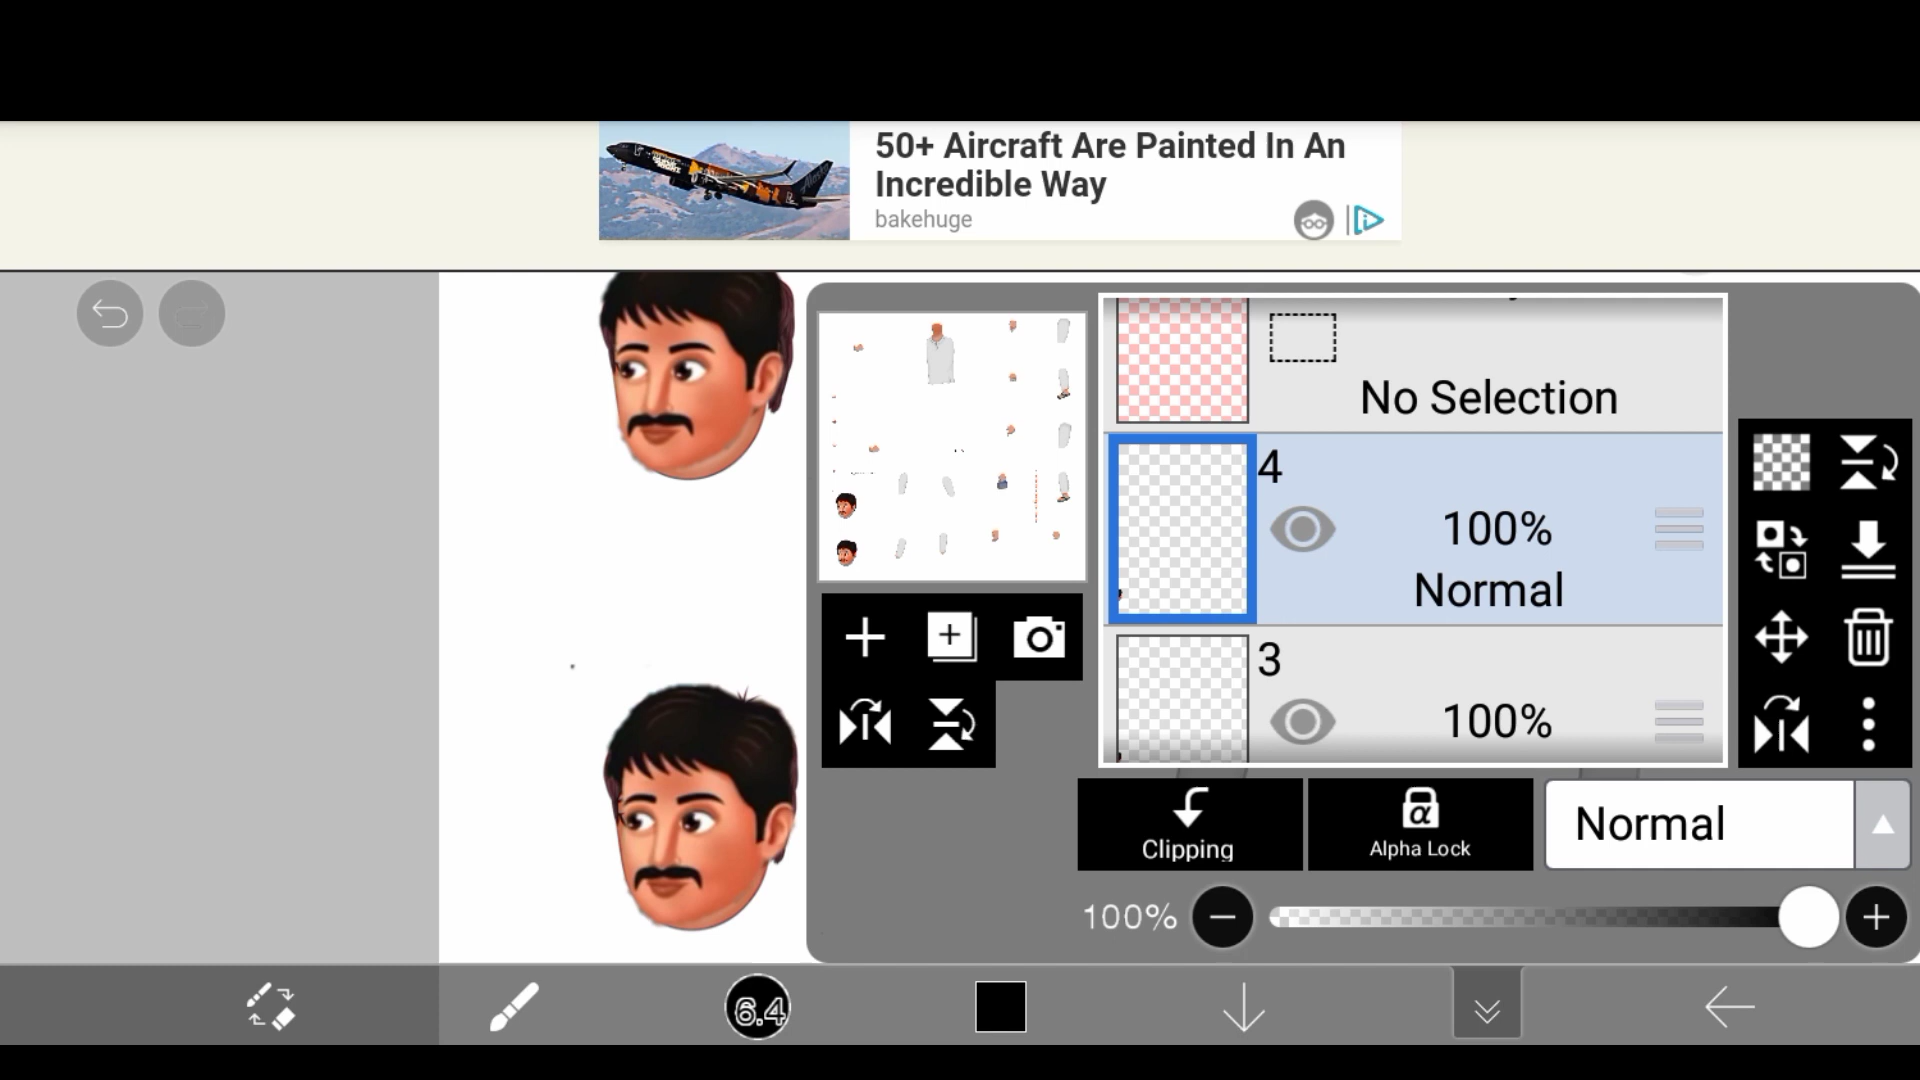 50+ Aircraft Are Painted In An
Incredible Way
bakehuge
No Selection
4
100%
Normal
3
100%
Clipping
Alpha Lock
Normal
100%
6.4